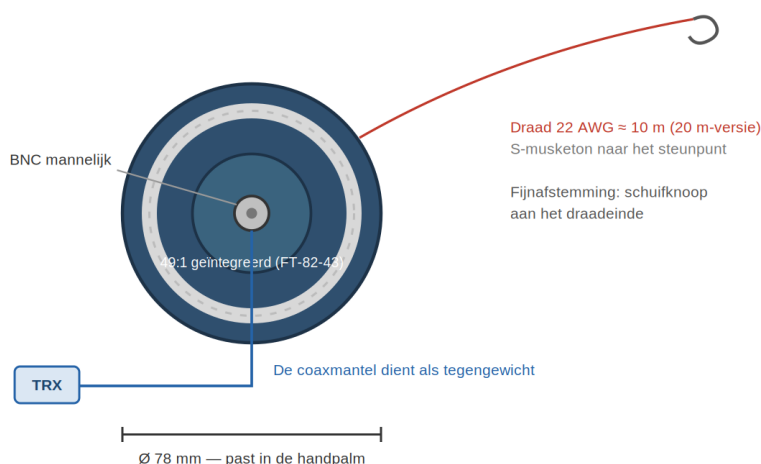 Draad 22 AWG ≈ 10 m (20 m-versie)
S-musketon naar het steunpunt
BNC mannelijk
Fijnafstemming: schuifknoop
aan het draadeinde
49:1 geïntegreerd (FT-82-43)
De coaxmantel dient als tegengewicht
TRX
Ø 78 mm — past in de handpalm